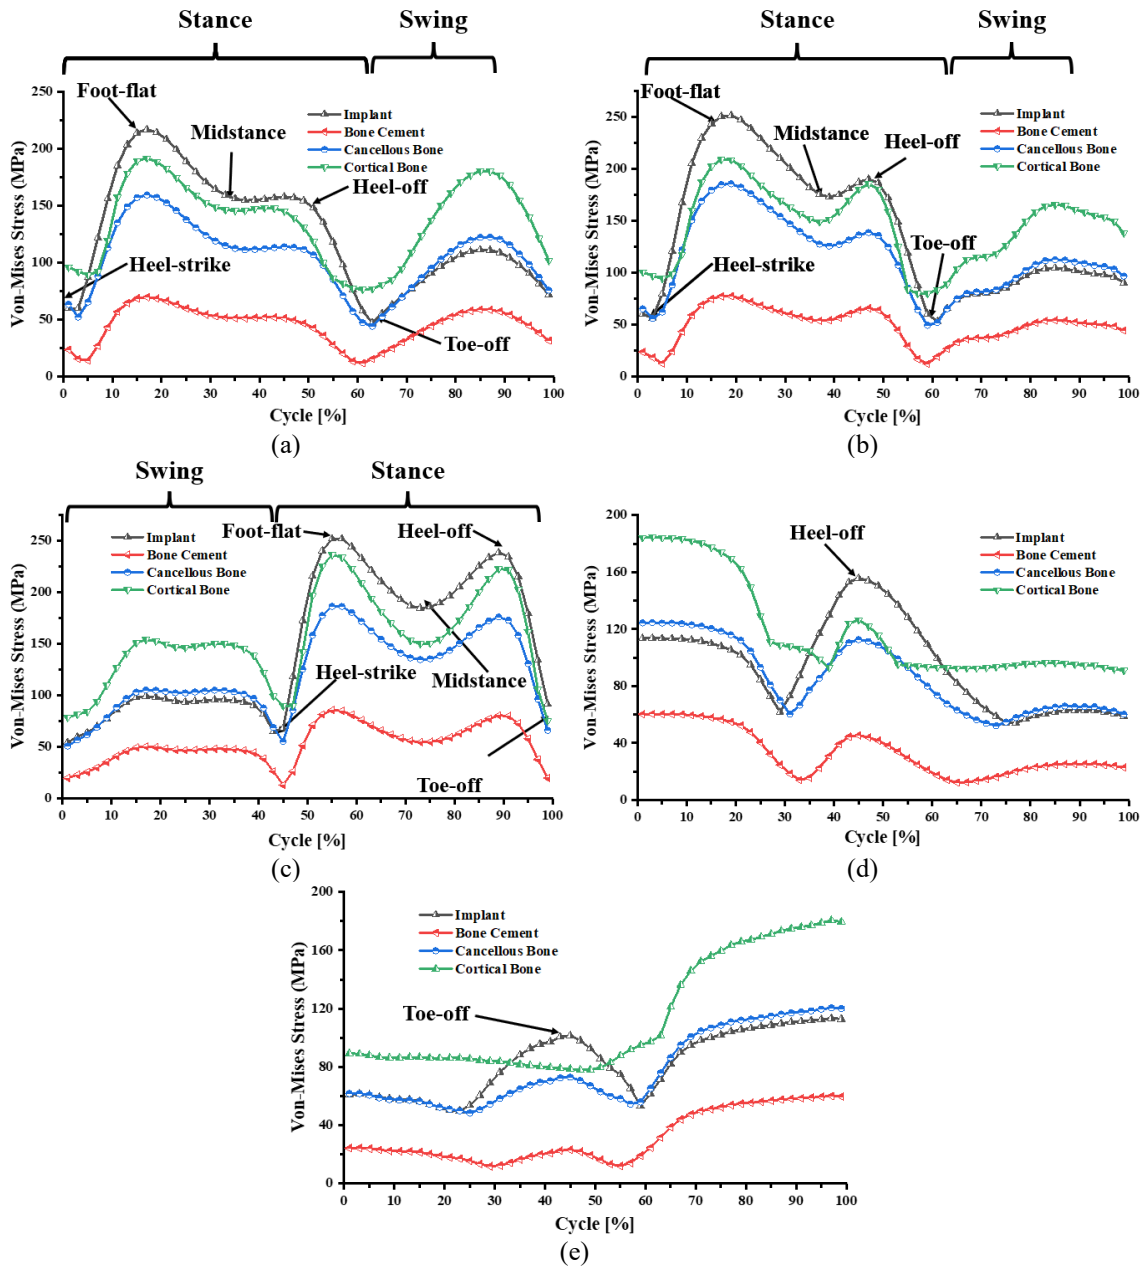 Stance Swing
Foot-flat
Midstance
Heel-off
Heel-strike
Toe-off
Implant
Bone Cement
Cancellous Bone
Cortical Bone
Von-Mises Stress (MPa)
250
200
150
100
50
0
0 10 20 30 40 50 60 70 80 90 100
Cycle [%]
(a)
Stance Swing
Foot-flat
Midstance
Heel-off
Toe-off
Heel-strike
Implant
Bone Cement
Cancellous Bone
Cortical Bone
Von-Mises Stress (MPa)
250
200
150
100
50
0
0 10 20 30 40 50 60 70 80 90 100
Cycle [%]
(b)
Swing Stance
Foot-flat
Heel-off
Heel-strike
Midstance
Toe-off
Implant
Bone Cement
Cancellous Bone
Cortical Bone
Von-Mises Stress (MPa)
250
200
150
100
50
0
0 10 20 30 40 50 60 70 80 90 100
Cycle [%]
(c)
Heel-off
Implant
Bone Cement
Cancellous Bone
Cortical Bone
Von-Mises Stress (MPa)
200
160
120
80
40
0
0 10 20 30 40 50 60 70 80 90 100
Cycle [%]
(d)
Toe-off
Implant
Bone Cement
Cancellous Bone
Cortical Bone
Von-Mises Stress (MPa)
200
160
120
80
40
0
0 10 20 30 40 50 60 70 80 90 100
Cycle [%]
(e)